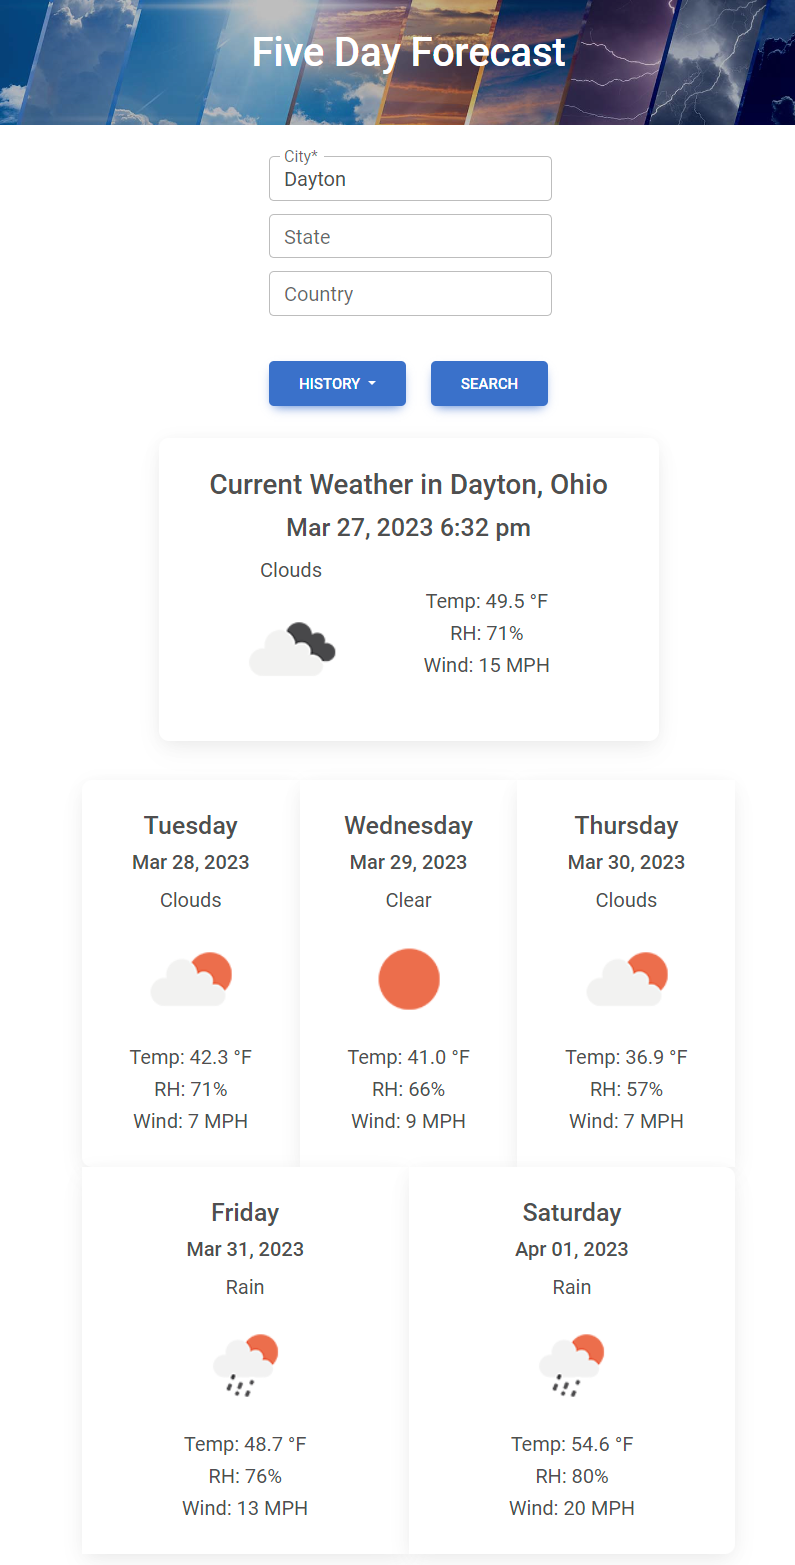 Five Day Forecast
City*
Dayton
State
Country
HISTORY
SEARCH
Current Weather in Dayton, Ohio
Mar 27, 2023 6:32 pm
Clouds
Temp: 49.5 °F
RH: 71%
Wind: 15 MPH
Tuesday
Mar 28, 2023
Clouds
Temp: 42.3 °F
RH: 71%
Wind: 7 MPH
Wednesday
Mar 29, 2023
Clear
Temp: 41.0 °F
RH: 66%
Wind: 9 MPH
Thursday
Mar 30, 2023
Clouds
Temp: 36.9 °F
RH: 57%
Wind: 7 MPH
Friday
Mar 31, 2023
Rain
Temp: 48.7 °F
RH: 76%
Wind: 13 MPH
Saturday
Apr 01, 2023
Rain
Temp: 54.6 °F
RH: 80%
Wind: 20 MPH